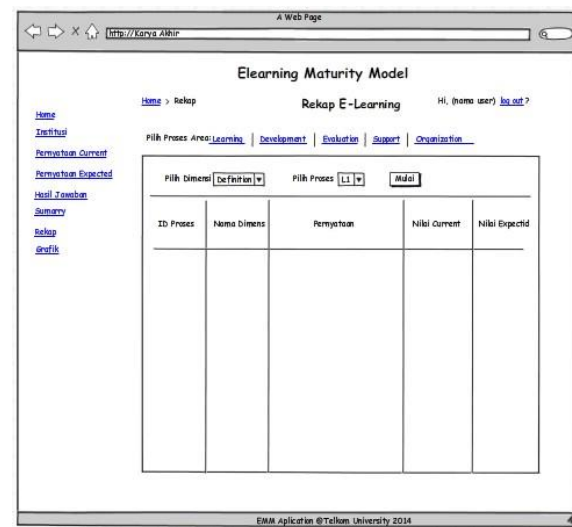 A Web Page
http://Karya Akhir
Elearning Maturity Model
Home > Rekap
Rekap E-Learning
Hi, (nama user) log out ?
Home
Institusi
Pernyataan Current
Pernyataan Expected
Hasil Jawaban
Sumarry
Rekap
Grafik
Pilih Proses Area: Learning | Development | Evaluation | Support | Organization
Pilih Dimensi Definition Pilih Proses L1 Mulai
ID Proses Nama Dimens Pernyataan Nilai Current Nilai Expectid
EMM Aplication @Telkom University 2014